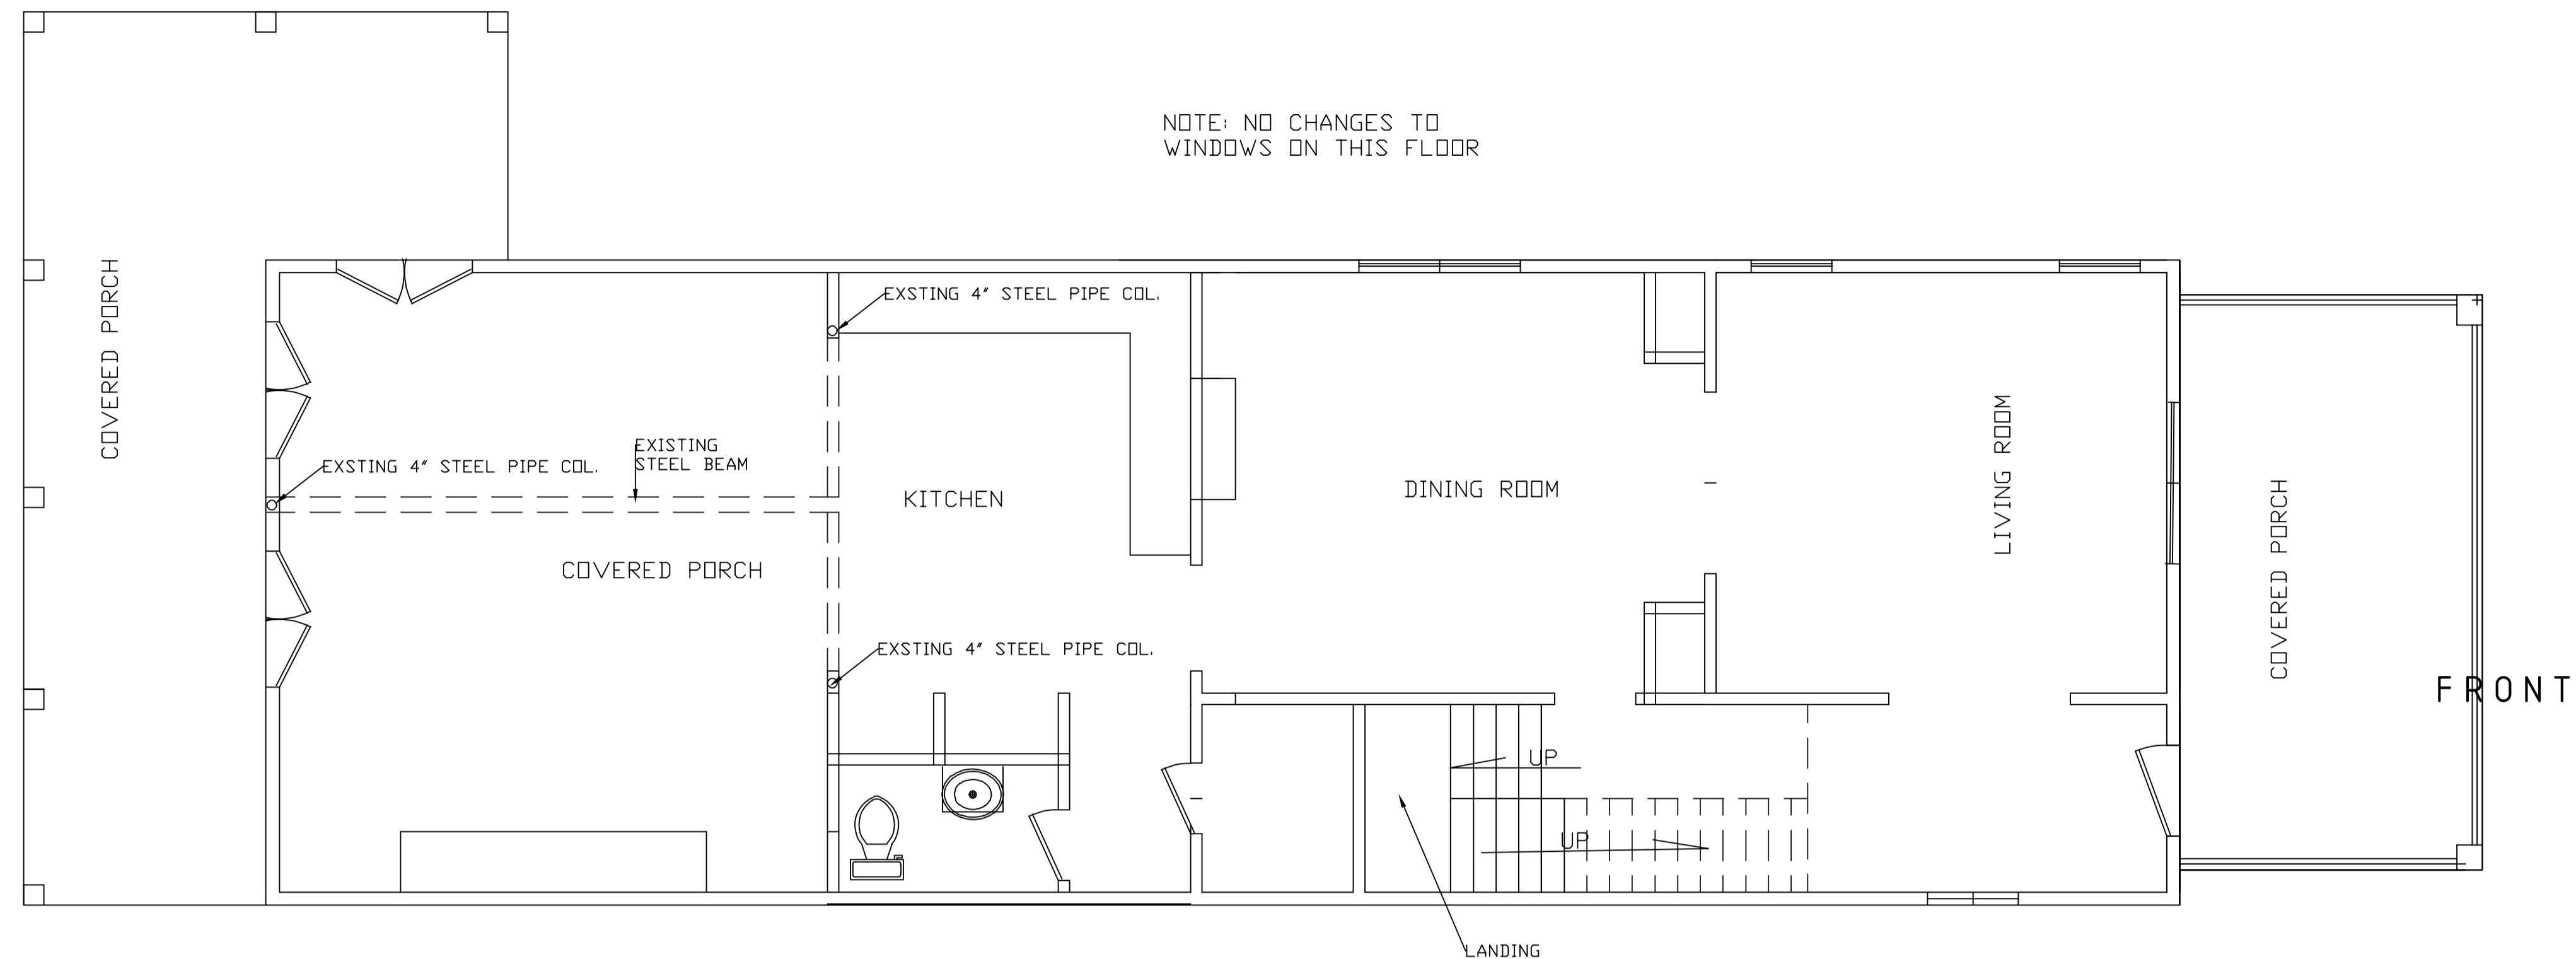 NOTE: NO CHANGES TO
WINDOWS ON THIS FLOOR
COVERED PORCH
EXSTING 4" STEEL PIPE COL.
EXSTING 4" STEEL PIPE COL.
EXISTING
STEEL BEAM
KITCHEN
DINING ROOM
LIVING ROOM
COVERED PORCH
COVERED PORCH
EXSTING 4" STEEL PIPE COL.
FRONT
UP
UP
LANDING